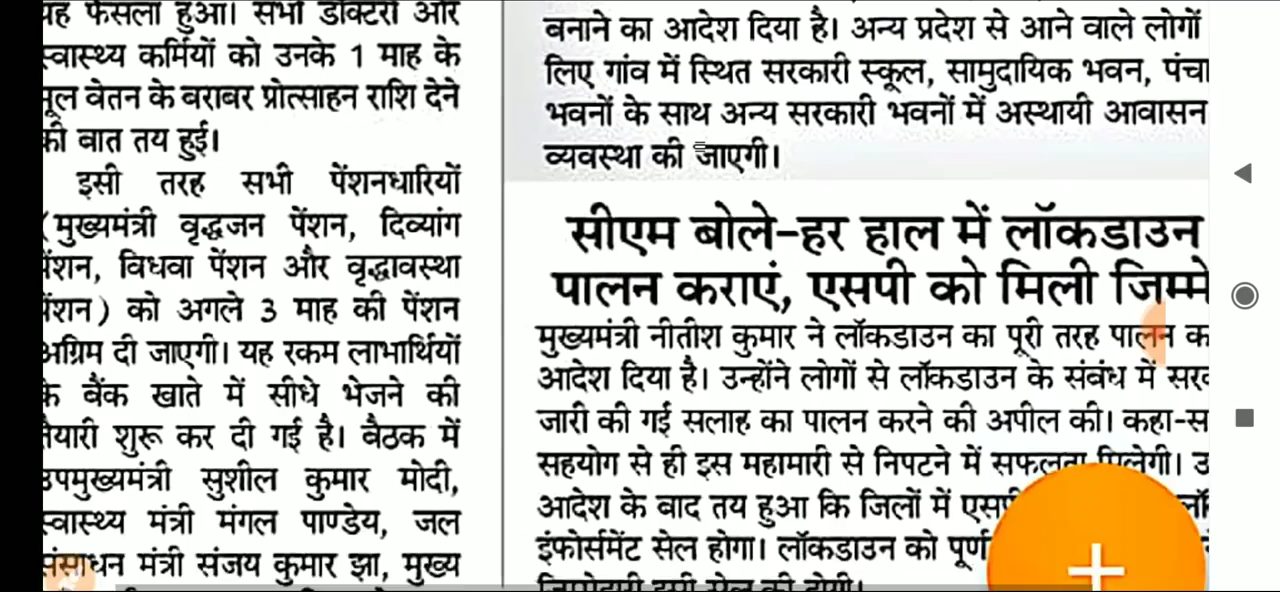 यह फैसला हुआ। सभी डॉक्टरों और
स्वास्थ्य कर्मियों को उनके 1 माह के
मूल वेतन के बराबर प्रोत्साहन राशि देने
की बात तय हुई।
इसी तरह सभी पेंशनधारियों
(मुख्यमंत्री वृद्धजन पेंशन, दिव्यांग
पेंशन, विधवा पेंशन और वृद्धावस्था
पेंशन) को अगले 3 माह की पेंशन
अग्रिम दी जाएगी। यह रकम लाभार्थियों
के बैंक खाते में सीधे भेजने की
तैयारी शुरू कर दी गई है। बैठक में
उपमुख्यमंत्री सुशील कुमार मोदी,
स्वास्थ्य मंत्री मंगल पाण्डेय, जल
संसाधन मंत्री संजय कुमार झा, मुख्य
बनाने का आदेश दिया है। अन्य प्रदेश से आने वाले लोगों
लिए गांव में स्थित सरकारी स्कूल, सामुदायिक भवन, पंचा
भवनों के साथ अन्य सरकारी भवनों में अस्थायी आवासन
व्यवस्था की जाएगी।
सीएम बोले-हर हाल में लॉकडाउन
पालन कराएं, एसपी को मिली जिम्मे
मुख्यमंत्री नीतीश कुमार ने लॉकडाउन का पूरी तरह पालन क
आदेश दिया है। उन्होंने लोगों से लॉकडाउन के संबंध में सर
जारी की गई सलाह का पालन करने की अपील की। कहा-स
सहयोग से ही इस महामारी से निपटने में सफलता मिलेगी। उ
आदेश के बाद तय हुआ कि जिलों में एसपी लॉ
इंफोर्समेंट सेल होगा। लॉकडाउन को पूर्ण
जिम्मेदारी इसी सेल की होगी।